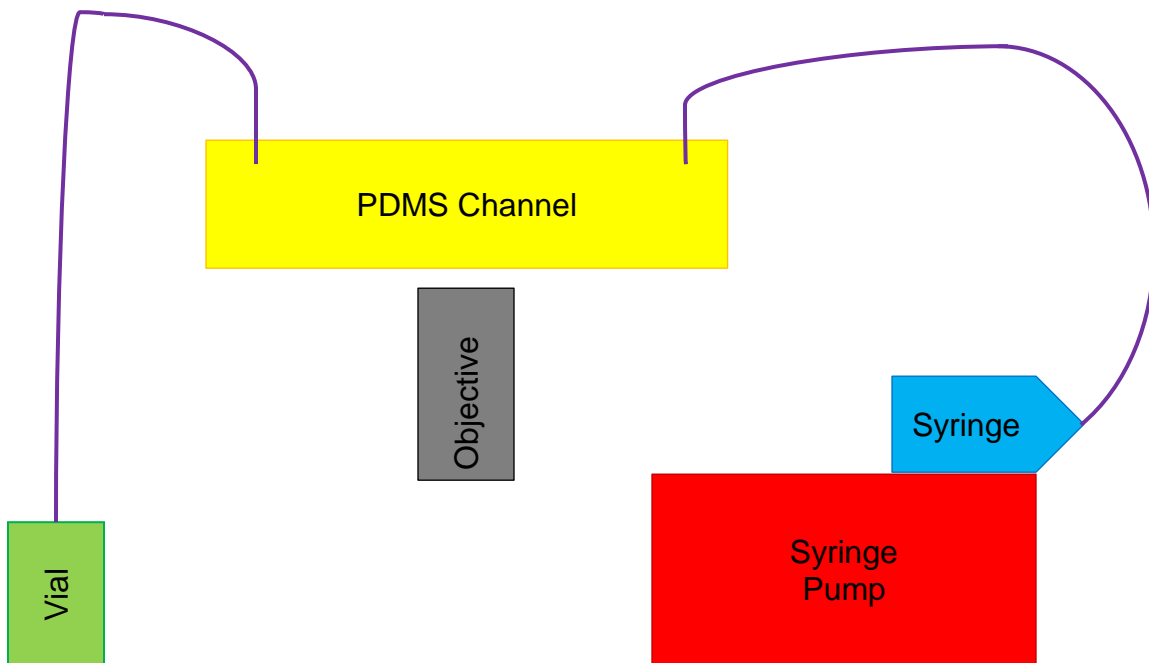 PDMS Channel
Objective
Syringe
Syringe
Pump
Vial